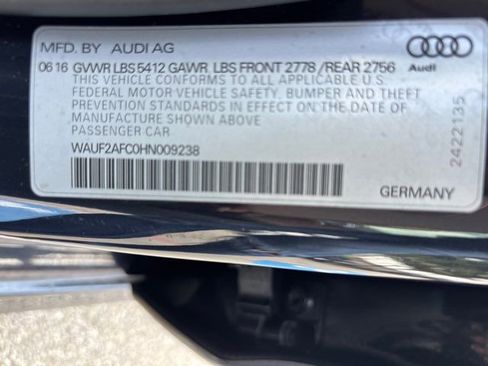 MFD. BY AUDI AG
06 16 GVWR LBS 5412 GAWR LBS FRONT 2778 / REAR 2756
THIS VEHICLE CONFORMS TO ALL APPLICABLE U.S.
FEDERAL MOTOR VEHICLE SAFETY, BUMPER AND THEFT
PREVENTION STANDARDS IN EFFECT ON THE DATE OF
MANUFACTURE SHOWN ABOVE
PASSENGER CAR
WAUF2AFC0HN009238
Audi
2422135
GERMANY